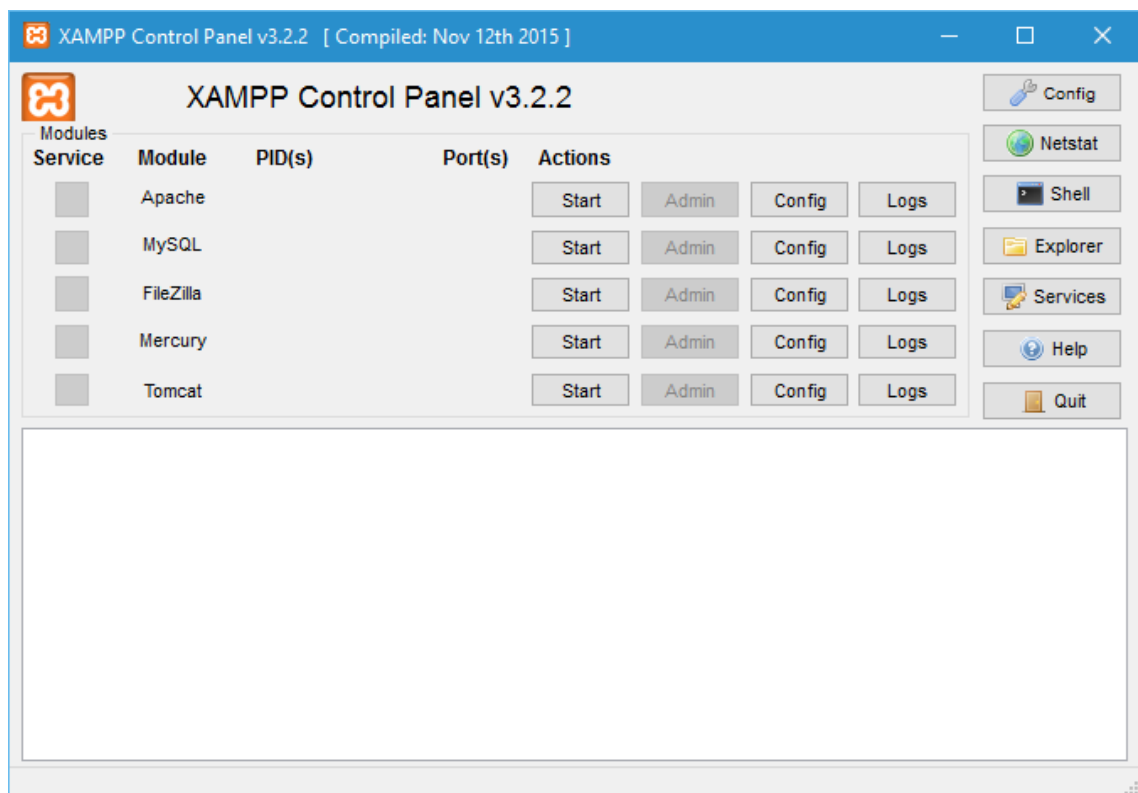 XAMPP Control Panel v3.2.2 [ Compiled: Nov 12th 2015 ]
XAMPP Control Panel v3.2.2
Config
Modules
Service Module PID(s) Port(s) Actions
Netstat
Apache Start Admin Config Logs
Shell
MySQL Start Admin Config Logs
Explorer
FileZilla Start Admin Config Logs
Services
Mercury Start Admin Config Logs
Help
Tomcat Start Admin Config Logs
Quit